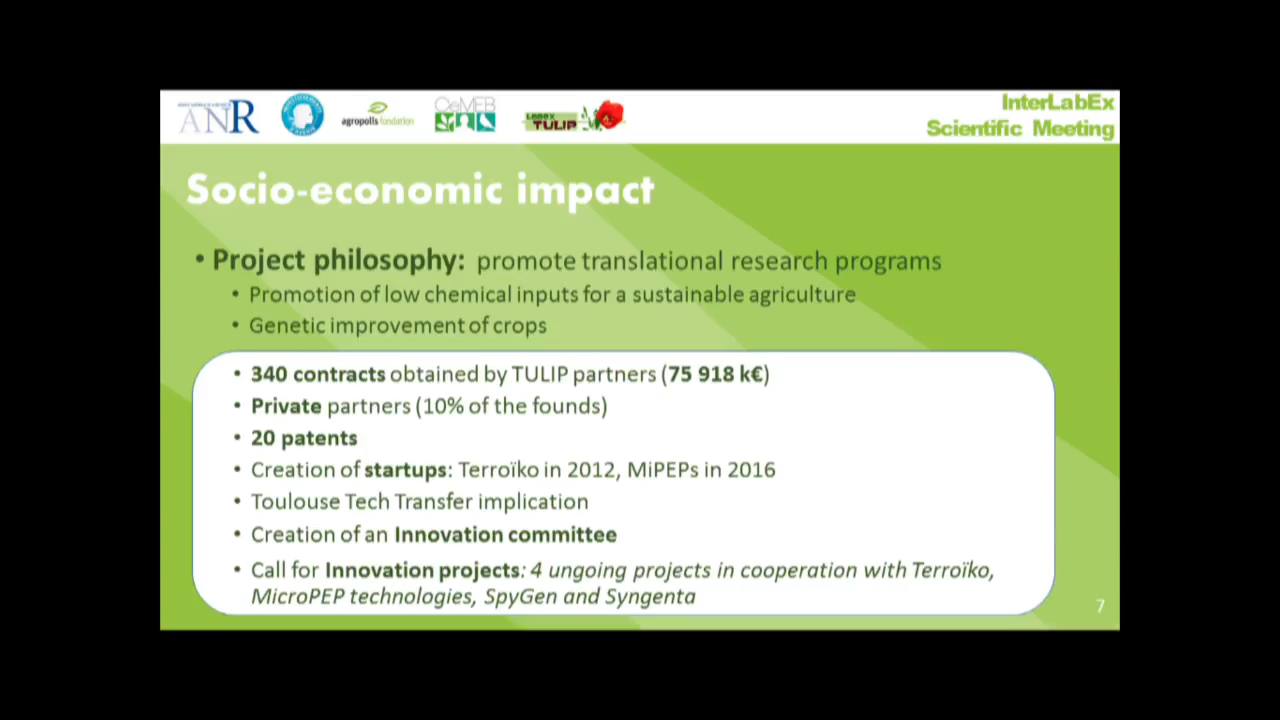 ANR
agropolis fondation
CeMEB
LABEX
TULIP
InterLabEx
Scientific Meeting
Socio-economic impact
• Project philosophy: promote translational research programs
• Promotion of low chemical inputs for a sustainable agriculture
• Genetic improvement of crops
• 340 contracts obtained by TULIP partners (75 918 k€)
• Private partners (10% of the founds)
• 20 patents
• Creation of startups: Terroïko in 2012, MiPEPs in 2016
• Toulouse Tech Transfer implication
• Creation of an Innovation committee
• Call for Innovation projects: 4 ungoing projects in cooperation with Terroïko,
MicroPEP technologies, SpyGen and Syngenta
7